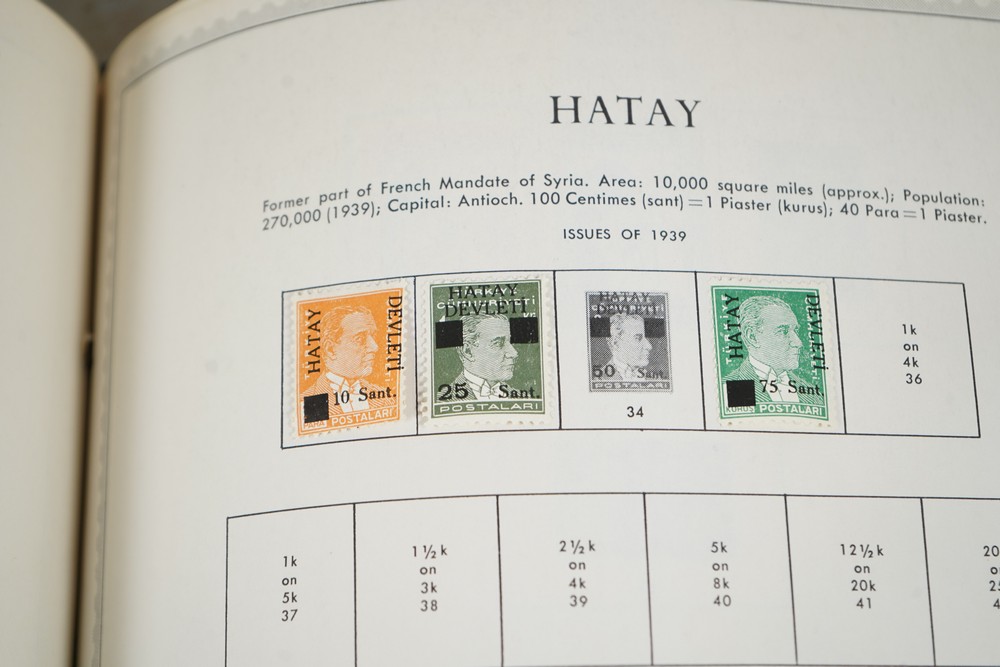 HATAY
Former part of French Mandate of Syria. Area: 10,000 square miles (approx.); Population:
270,000 (1939); Capital: Antioch. 100 Centimes (sant)=1 Piaster (kurus); 40 Para=1 Piaster.
ISSUES OF 1939
HATAY
DEVLETİ
10 Sant.
PARA POSTALARI
HATAY
DEVLETİ
25 Sant.
POSTALARI
HATAY
DEVLETİ
50 Sant.
POSTALARI
34
HATAY
DEVLETİ
75 Sant.
KURUŞ POSTALARI
1k
on
4k
36
1k
on
5k
37
1½k
on
3k
38
2½k
on
4k
39
5k
on
8k
40
12½k
on
20k
41